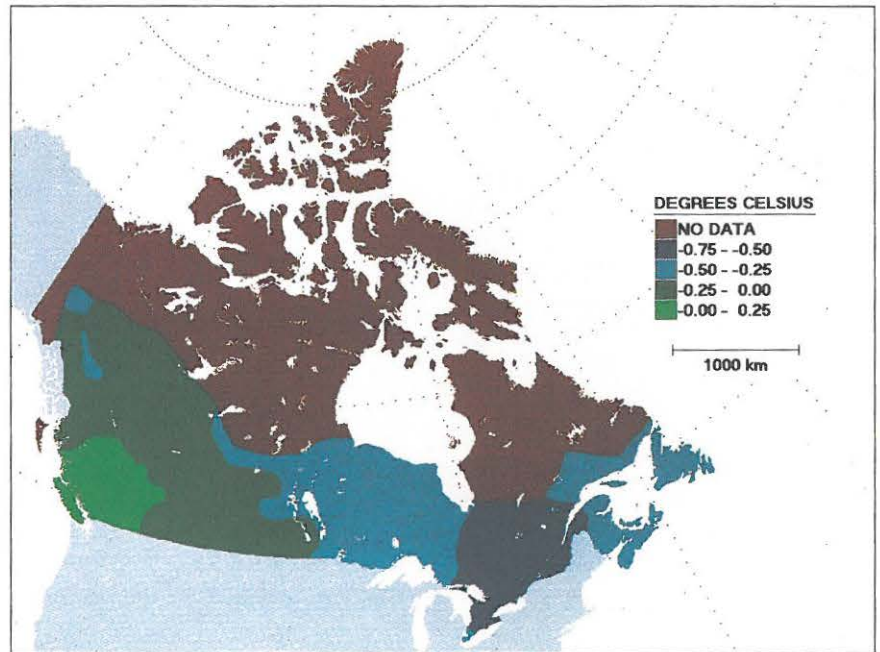 DEGREES CELSIUS
NO DATA
-0.75 - -0.50
-0.50 - -0.25
-0.25 - 0.00
-0.00 - 0.25
1000 km